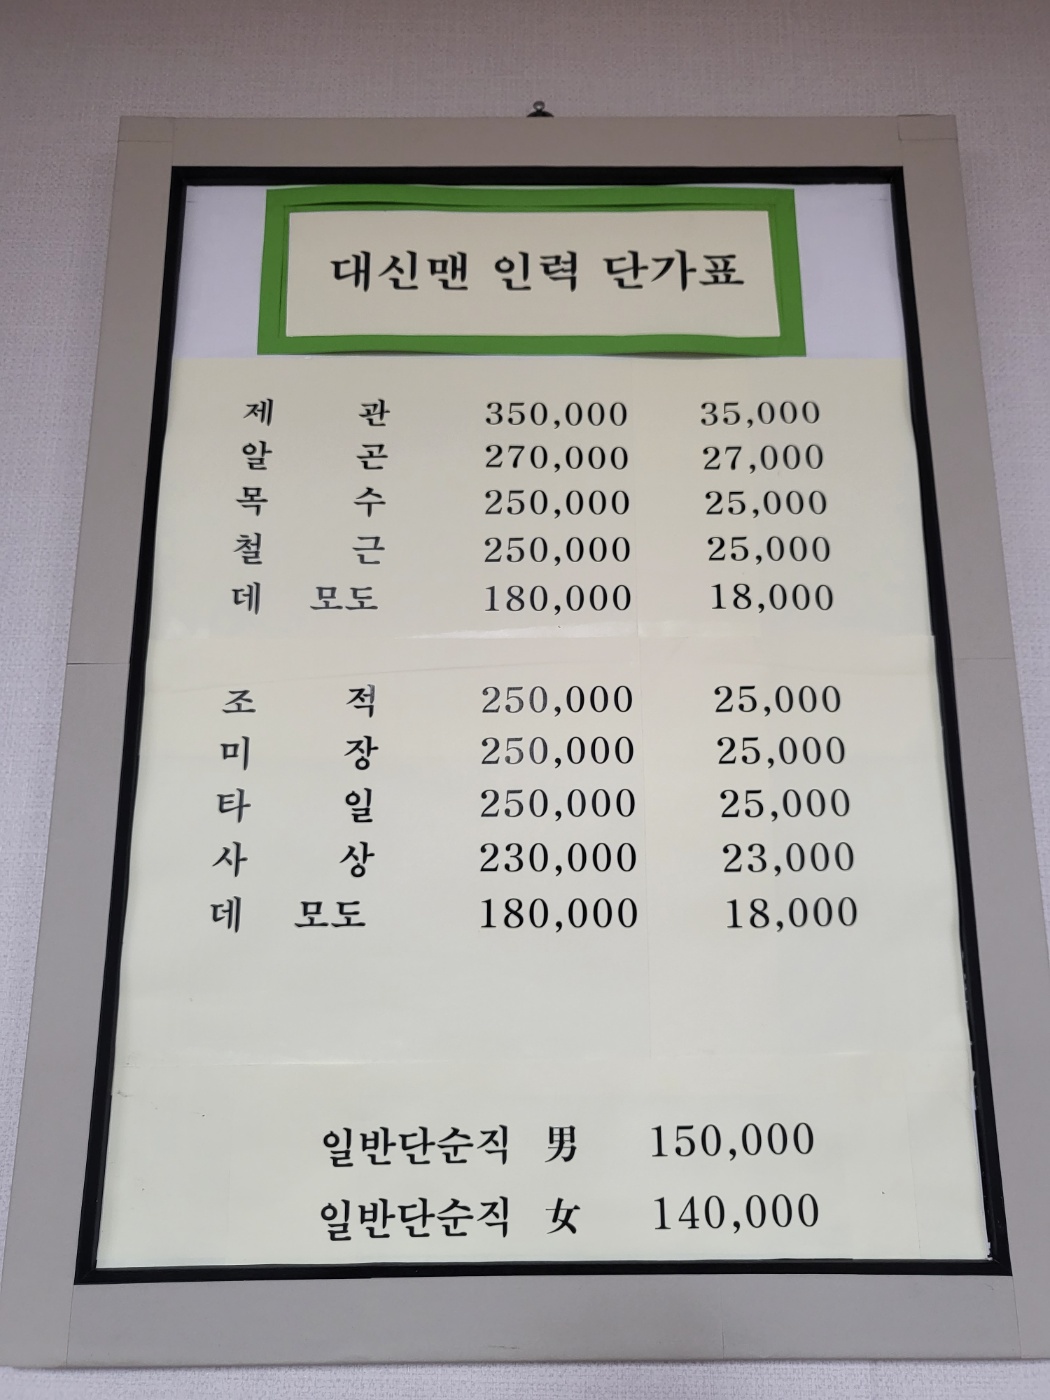 대신맨 인력 단가표
제 관 350,000 35,000
알 곤 270,000 27,000
목 수 250,000 25,000
철 근 250,000 25,000
데 모도 180,000 18,000
조 적 250,000 25,000
미 장 250,000 25,000
타 일 250,000 25,000
사 상 230,000 23,000
데 모도 180,000 18,000
일반단순직 男 150,000
일반단순직 女 140,000